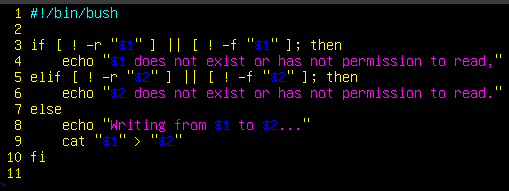 1 #!/bin/bush
2
3 if [ ! -r "$1" ] || [ ! -f "$1" ]; then
4     echo "$1 does not exist or has not permission to read,"
5 elif [ ! -r "$2" ] || [ ! -f "$2" ]; then
6     echo "$2 does not exist or has not permission to read."
7 else
8     echo "Writing from $1 to $2..."
9     cat "$1" > "$2"
10 fi
11